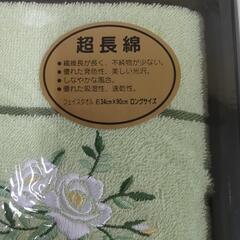 超長綿
●繊維長が長く、不純物が少ない。
●優れた発色性、美しい光沢。
●しなやかな風合。
●優れた吸湿性、速乾性。
フェイスタオル 約34cm×90cm ロングサイズ